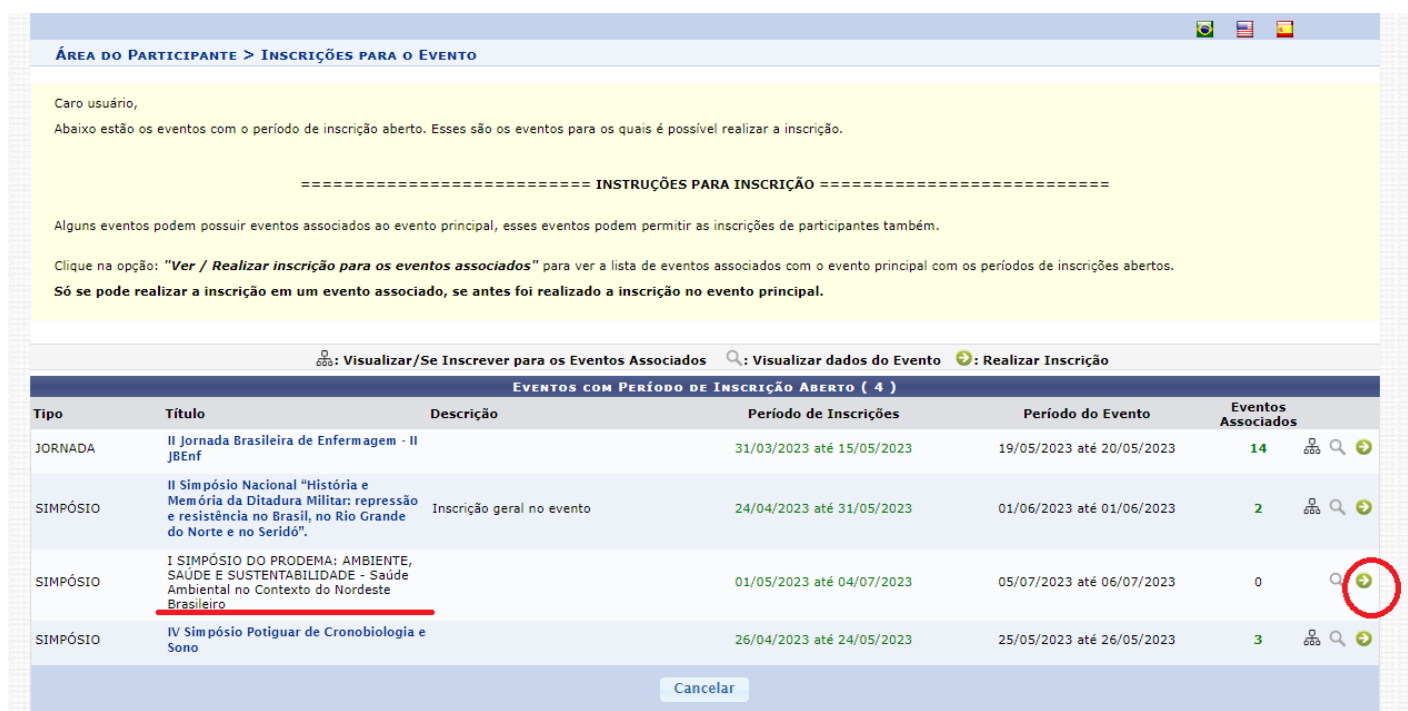 Área do Participante > Inscrições para o Evento
Caro usuário,
Abaixo estão os eventos com o período de inscrição aberto. Esses são os eventos para os quais é possível realizar a inscrição.
=========================== INSTRUÇÕES PARA INSCRIÇÃO ===========================
Alguns eventos podem possuir eventos associados ao evento principal, esses eventos podem permitir as inscrições de participantes também.
Clique na opção: "Ver / Realizar inscrição para os eventos associados" para ver a lista de eventos associados com o evento principal com os períodos de inscrições abertos.
Só se pode realizar a inscrição em um evento associado, se antes foi realizado a inscrição no evento principal.
: Visualizar/Se Inscrever para os Eventos Associados : Visualizar dados do Evento : Realizar Inscrição
Eventos com Período de Inscrição Aberto ( 4 )
Tipo Título Descrição Período de Inscrições Período do Evento Eventos
Associados
JORNADA II Jornada Brasileira de Enfermagem - II
JBEnf
31/03/2023 até 15/05/2023 19/05/2023 até 20/05/2023 14
SIMPÓSIO
II Simpósio Nacional “História e
Memória da Ditadura Militar: repressão
e resistência no Brasil, no Rio Grande
do Norte e no Seridó”.
Inscrição geral no evento 24/04/2023 até 31/05/2023 01/06/2023 até 01/06/2023 2
SIMPÓSIO
I SIMPÓSIO DO PRODEMA: AMBIENTE,
SAÚDE E SUSTENTABILIDADE - Saúde
Ambiental no Contexto do Nordeste
Brasileiro
01/05/2023 até 04/07/2023 05/07/2023 até 06/07/2023 0
SIMPÓSIO IV Simpósio Potiguar de Cronobiologia e
Sono
26/04/2023 até 24/05/2023 25/05/2023 até 26/05/2023 3
Cancelar